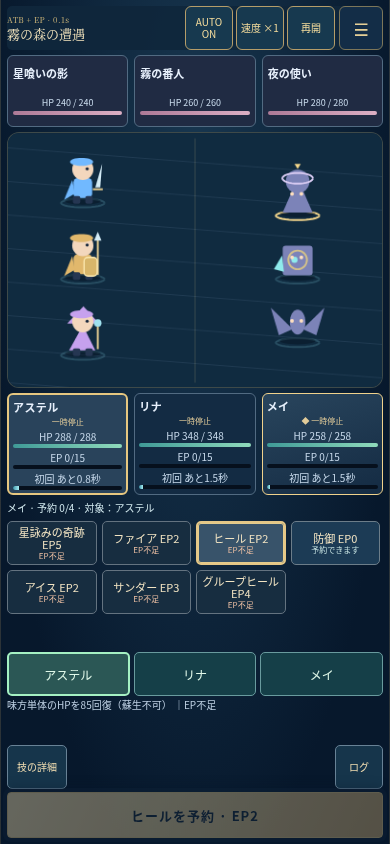 ATB + EP · 0.1s
霧の森の遭遇
AUTO
ON
速度 ×1
再開
☰
星喰いの影
HP 240 / 240
霧の番人
HP 260 / 260
夜の使い
HP 280 / 280
アステル
一時停止
HP 288 / 288
EP 0/15
初回 あと0.8秒
リナ
一時停止
HP 348 / 348
EP 0/15
初回 あと1.5秒
メイ
◆ 一時停止
HP 258 / 258
EP 0/15
初回 あと1.5秒
メイ · 予約 0/4 · 対象：アステル
星詠みの奇跡
EP5
EP不足
ファイア EP2
EP不足
ヒール EP2
EP不足
防御 EP0
予約できます
アイス EP2
EP不足
サンダー EP3
EP不足
グループヒール
EP4
EP不足
アステル
リナ
メイ
味方単体のHPを85回復（蘇生不可）｜EP不足
技の詳細
ログ
ヒールを予約 · EP2